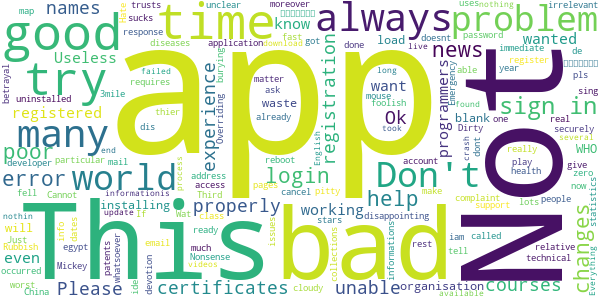 app
Not
This
bad
good
time
always
problem
try
many
world
Don't
sign in
news
know
names
wanted
Useless
registered
experience
registration
programmers
Ok
want
blank
WHO
poor
error
login
help
changes
properly
working
unable
courses
certificates
Please
installing
even
will
organisation
map
Hate
trusts
sucks
response
unclear
diseases
application
download
moreover
got
fast
done
load
doesnt
uses
nothing
password
irrelevant
immediate
register
year
de
pls
sing
live
able
3mile
requires
uninstalled
betrayal
failed
burying
Overriding
waste
matter
ask
already
long
mouse
foolish
took
English
reboot
Emergency
found
one
Dirty
crash
dont
really
several
real
securely
play
health
give
zero
now
people
statistics
Everything
developer
particular
end
mail
dis
thier
process
address
access
Third
pages
cancel
pitty
account
make
complaint
support
relative
technical
fell
Cannot
update
informationis
If
Wat
class
stars
disappointing
informations
rest
iam
called
tell
lots
available
nothin
occurred
Just
Rubbish
worst
China
info
dates
egypt
Mickey
patents
whatsoever
devotion
email
ready
much
Nonsense
videos
issues
cloudy
collections